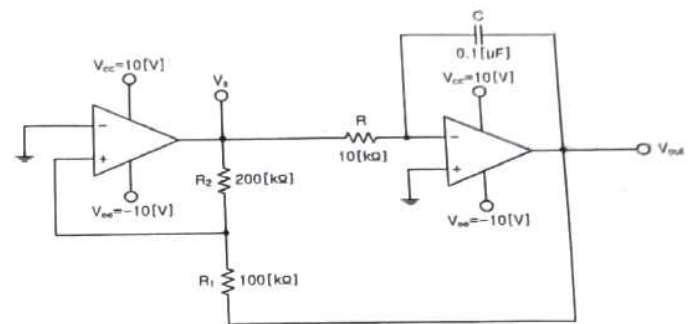 C
0.1[µF]
Vcc=10[V]
Vs
R
10[kΩ]
Vcc=10[V]
Vout
R₂ 200[kΩ]
Vee=-10[V]
Vee=-10[V]
R₁ 100[kΩ]